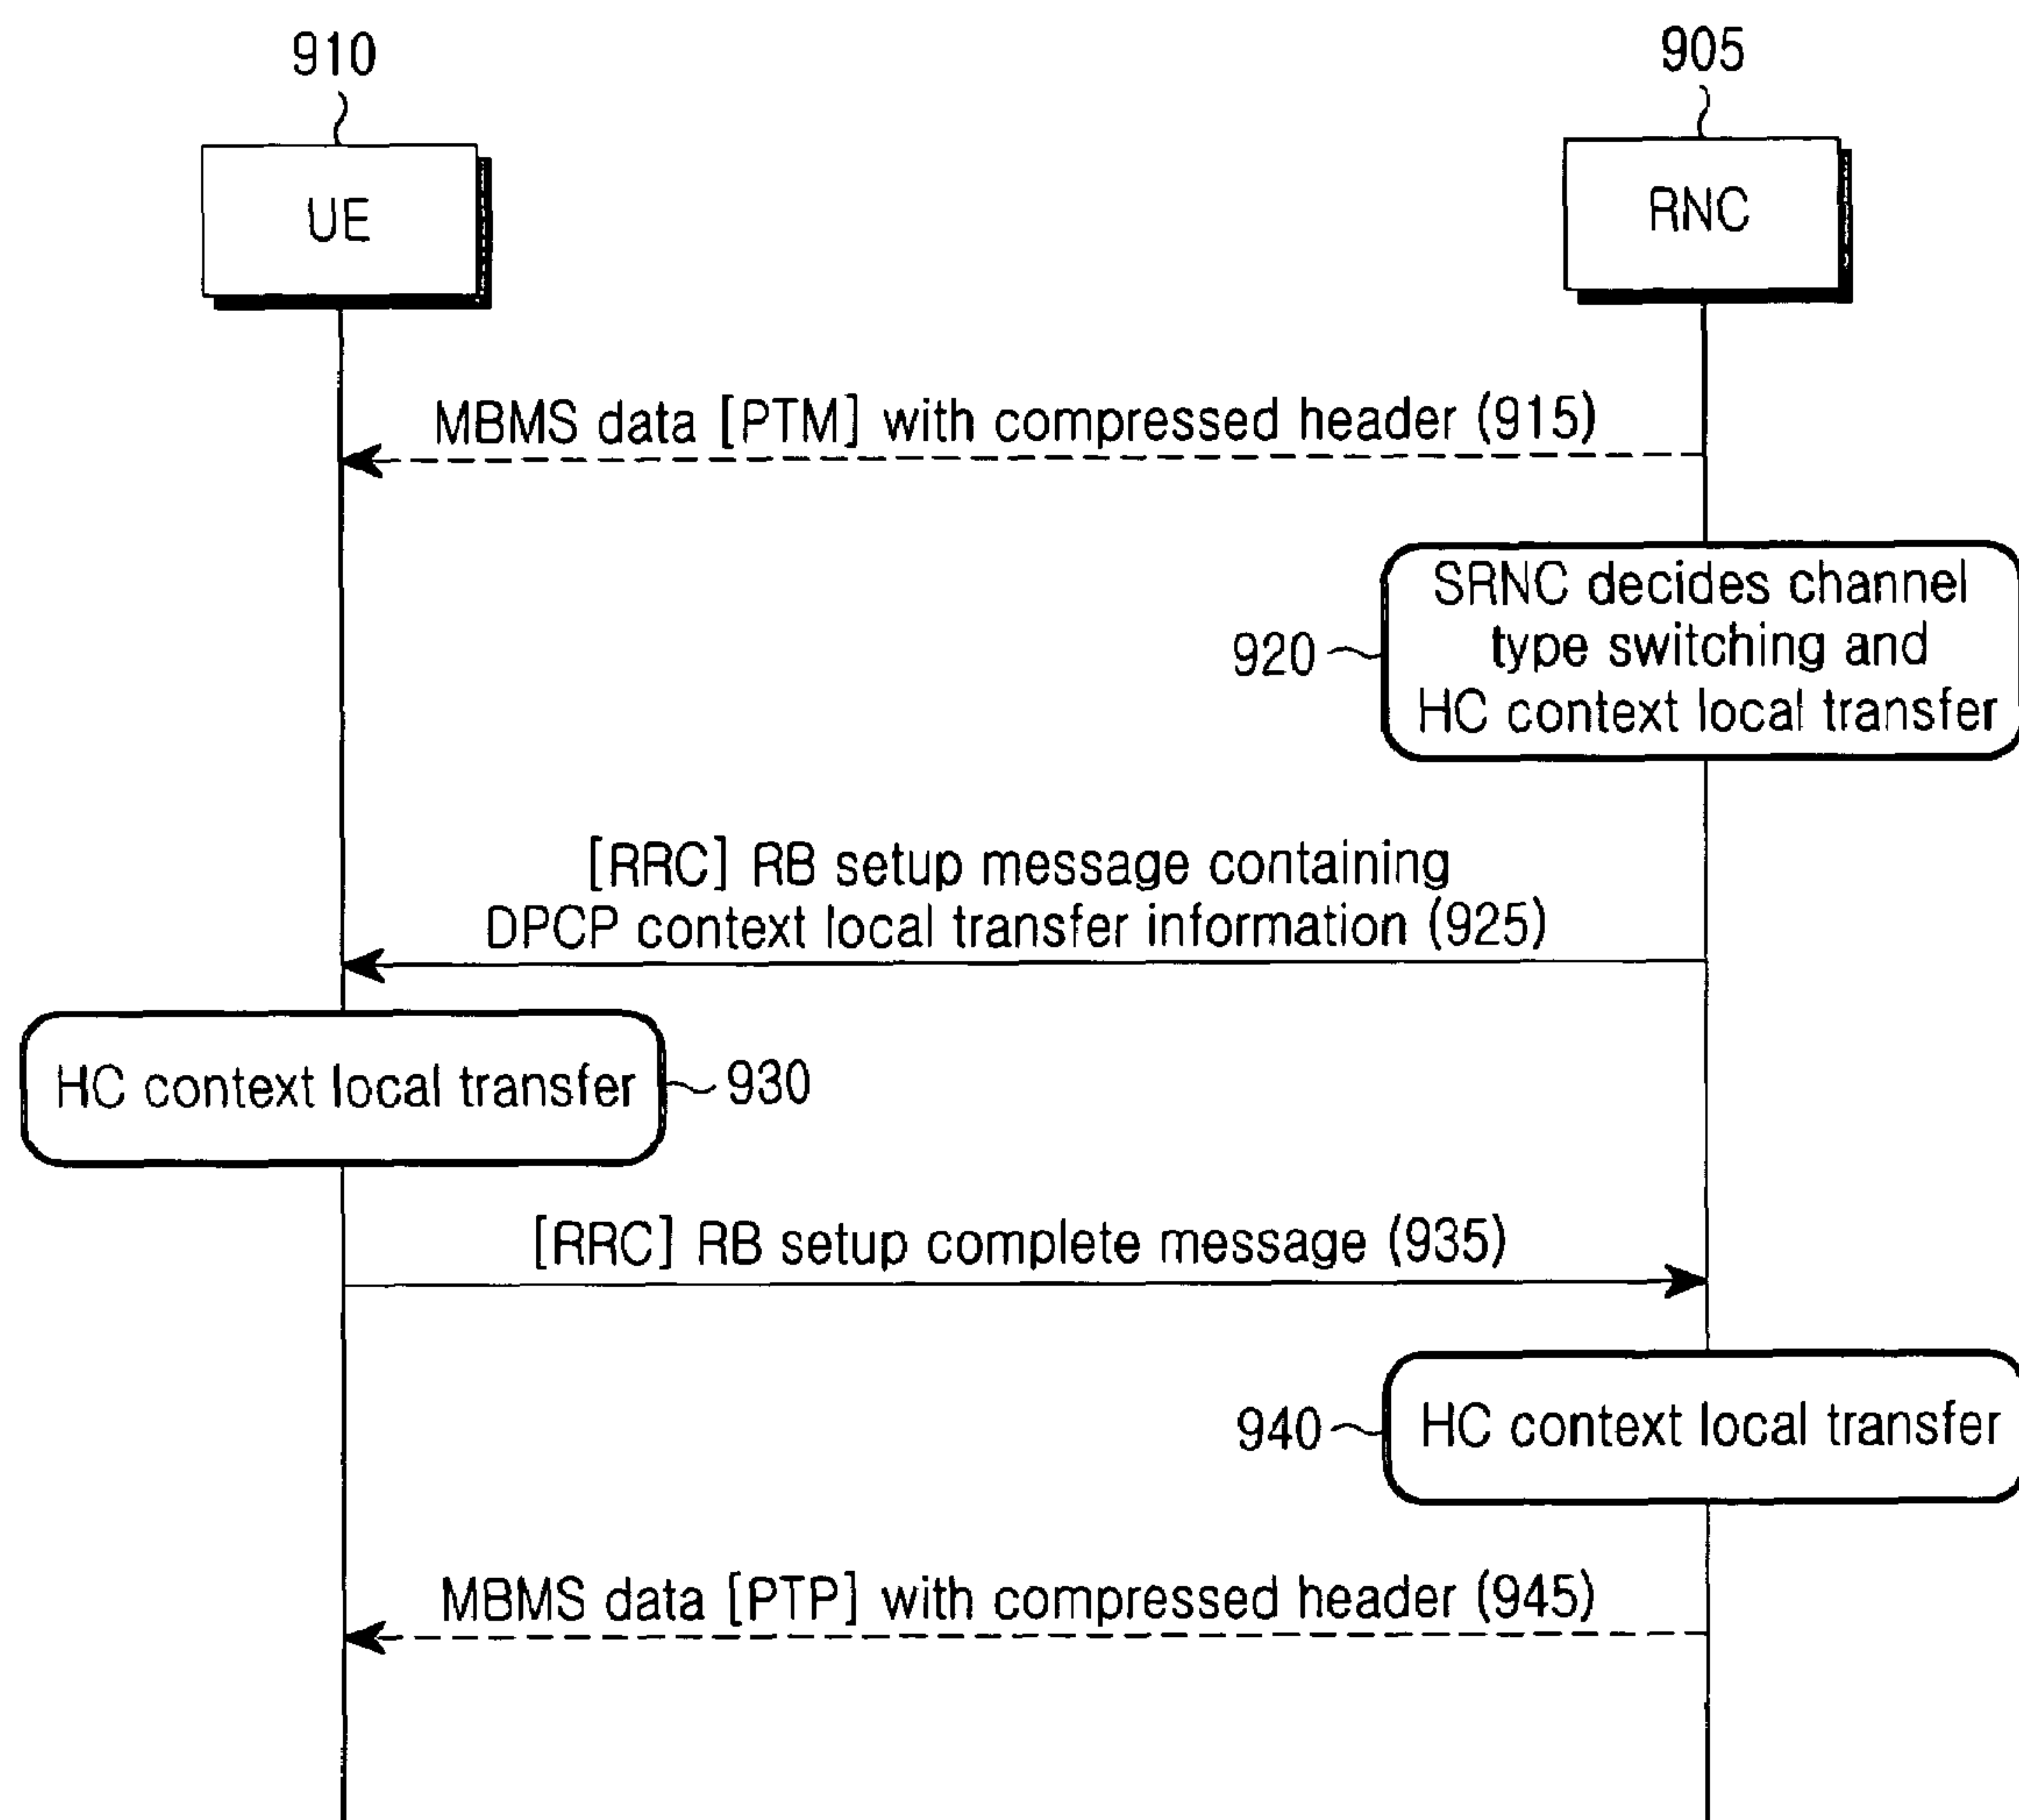 910
905
UE
RNC
MBMS data [PTM] with compressed header (915)
SRNC decides channel
type switching and
HC context local transfer
920
[RRC] RB setup message containing
DPCP context local transfer information (925)
HC context local transfer
930
[RRC] RB setup complete message (935)
940
HC context local transfer
MBMS data [PTP] with compressed header (945)